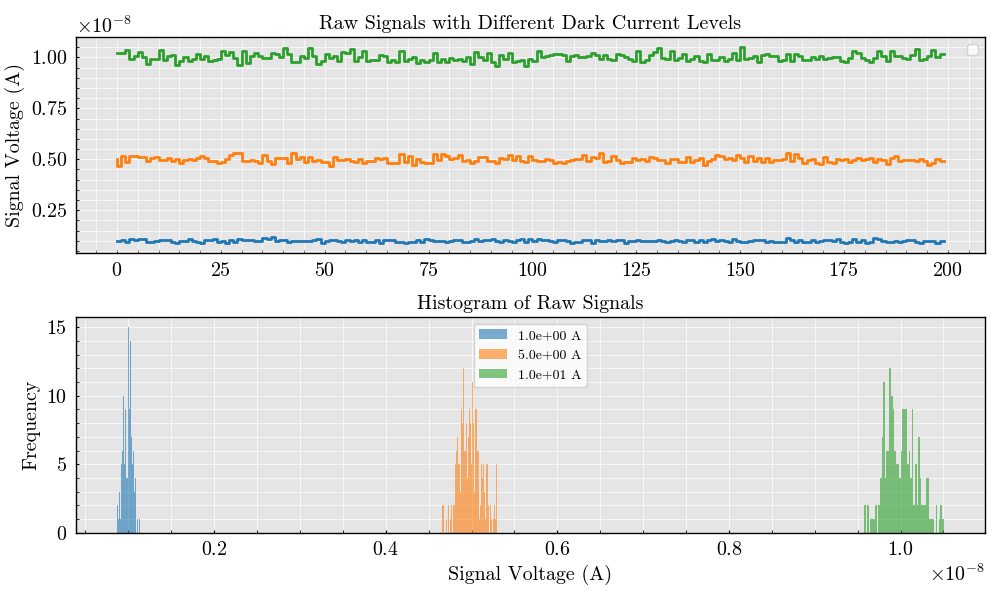 Raw Signals with Different Dark Current Levels
×10⁻⁸
Signal Voltage (A)
1.00
0.75
0.50
0.25
0 25 50 75 100 125 150 175 200
Histogram of Raw Signals
Frequency
15
10
5
0
1.0e+00 A
5.0e+00 A
1.0e+01 A
0.2 0.4 0.6 0.8 1.0
Signal Voltage (A)
×10⁻⁸